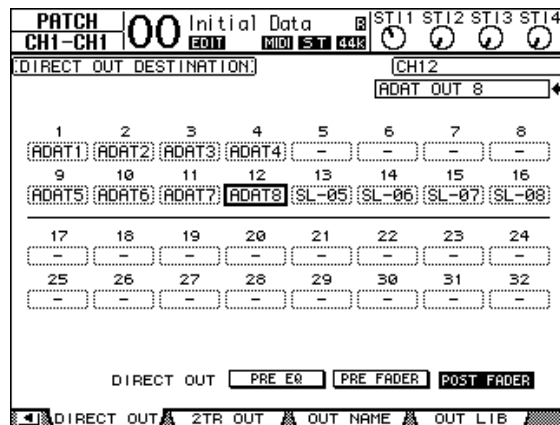 PATCH 00 Initial Data R ST11 ST12 ST13 ST14
CH1-CH1 EDIT MIDI ST 44k
DIRECT OUT DESTINATION CH12
ADAT OUT 8
1 2 3 4 5 6 7 8
ADAT1 ADAT2 ADAT3 ADAT4 - - - -
9 10 11 12 13 14 15 16
ADAT5 ADAT6 ADAT7 ADAT8 SL-05 SL-06 SL-07 SL-08
17 18 19 20 21 22 23 24
- - - - - - - -
25 26 27 28 29 30 31 32
- - - - - - - -
DIRECT OUT PRE EQ PRE FADER POST FADER
DIRECT OUT 2TR OUT OUT NAME OUT LIB